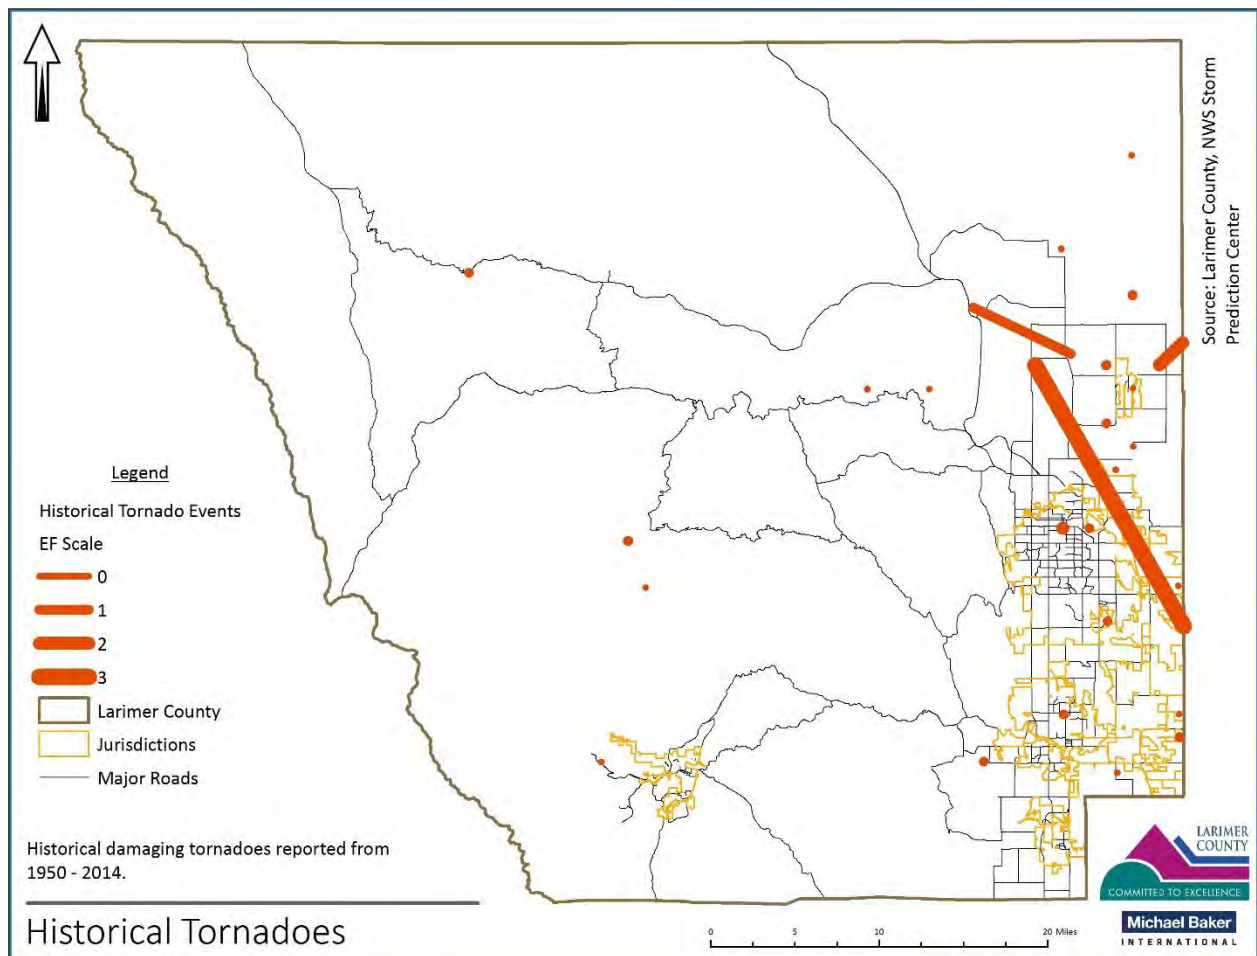 Source: Larimer County, NWS Storm
Prediction Center
Legend
Historical Tornado Events
EF Scale
0
1
2
3
Larimer County
Jurisdictions
Major Roads
Historical damaging tornadoes reported from
1950 - 2014.
Historical Tornadoes
0 5 10 20 Miles
LARIMER
COUNTY
COMMITTED TO EXCELLENCE
Michael Baker
INTERNATIONAL